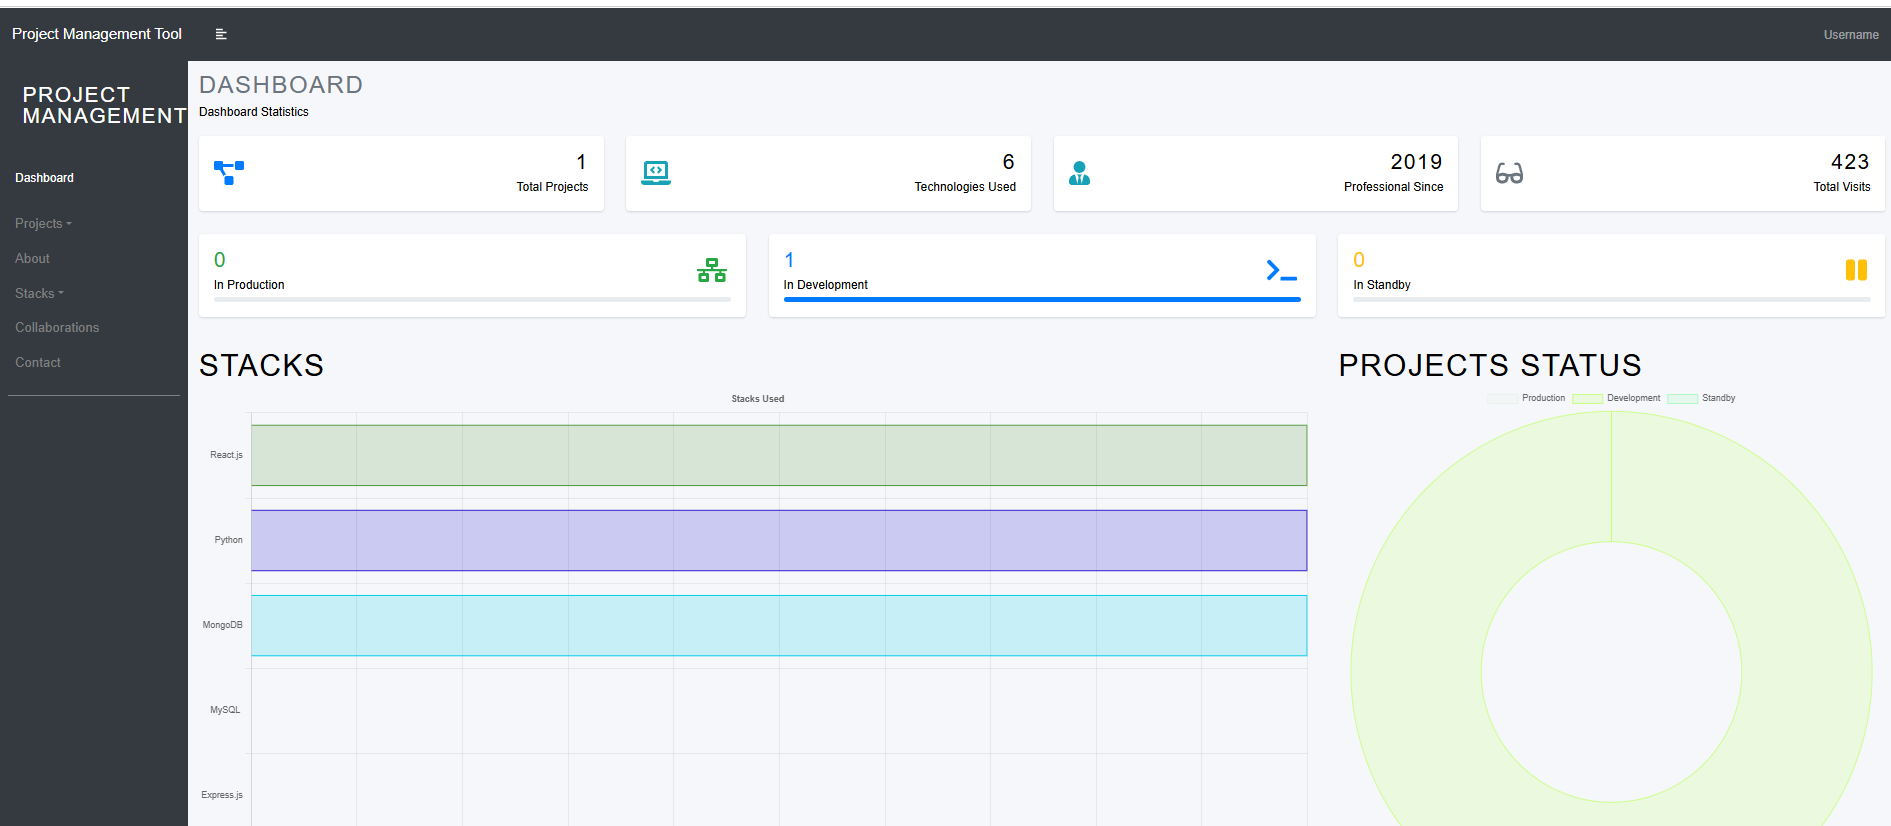 Project Management Tool
Username
PROJECT
MANAGEMENT
Dashboard
Projects
About
Stacks
Collaborations
Contact
DASHBOARD
Dashboard Statistics
1
Total Projects
6
Technologies Used
2019
Professional Since
423
Total Visits
0
In Production
1
In Development
0
In Standby
STACKS
Stacks Used
React.js
Python
MongoDB
MySQL
Express.js
PROJECTS STATUS
Production Development Standby